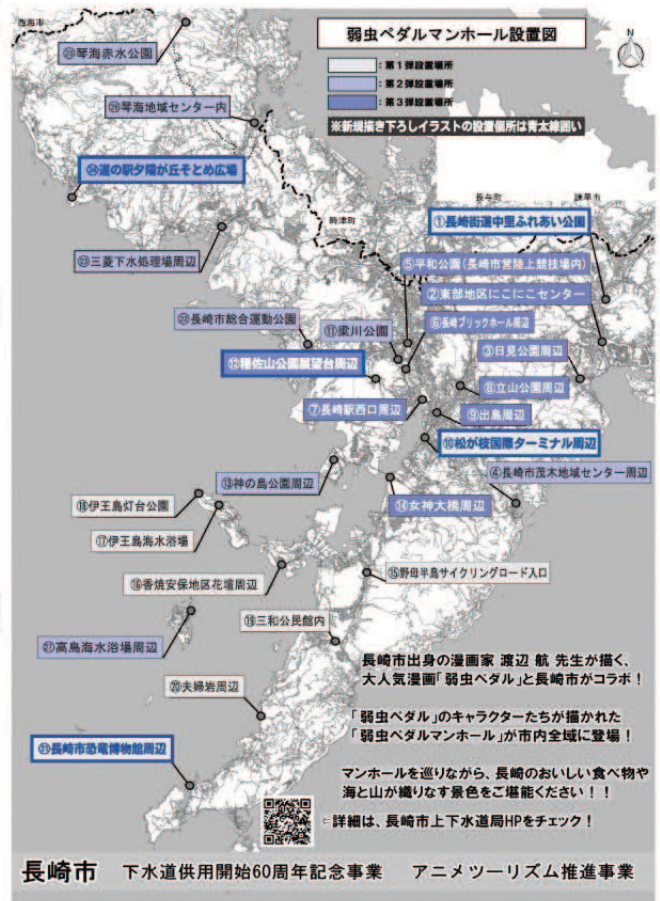 弱虫ペダルマンホール設置図
:第1弾設置場所
:第2弾設置場所
:第3弾設置場所
※新規描き下ろしイラストの設置個所は青太線囲い
N
西海市
長与町
諫早市
時津町
㉕琴海赤水公園
琴海地域センター内
道の駅夕陽が丘そとめ広場
①長崎街道中里ふれあい公園
㉓三菱下水処理場周辺
⑤平和公園(長崎市営陸上競技場内)
②東部地区にこにこセンター
長崎市総合運動公園
⑪梁川公園
⑥長崎ブリックホール周辺
③日見公園周辺
⑫稲佐山公園展望台周辺
⑧立山公園周辺
⑦長崎駅西口周辺
⑨出島周辺
⑩松が枝国際ターミナル周辺
⑬神の島公園周辺
④長崎市茂木地域センター周辺
⑭女神大橋周辺
⑱伊王島灯台公園
⑰伊王島海水浴場
⑯香焼安保地区花壇周辺
⑮野母半島サイクリングロード入口
⑲三和公民館内
㉗高島海水浴場周辺
⑳夫婦岩周辺
㉑長崎市恐竜博物館周辺
長崎市出身の漫画家 渡辺 航 先生が描く、
大人気漫画「弱虫ペダル」と長崎市がコラボ!
「弱虫ペダル」のキャラクターたちが描かれた
「弱虫ペダルマンホール」が市内全域に登場!
マンホールを巡りながら、長崎のおいしい食べ物や
海と山が織りなす景色をご堪能ください!!
⇐詳細は、長崎市上下水道局HPをチェック!
長崎市 下水道供用開始60周年記念事業 アニメツーリズム推進事業